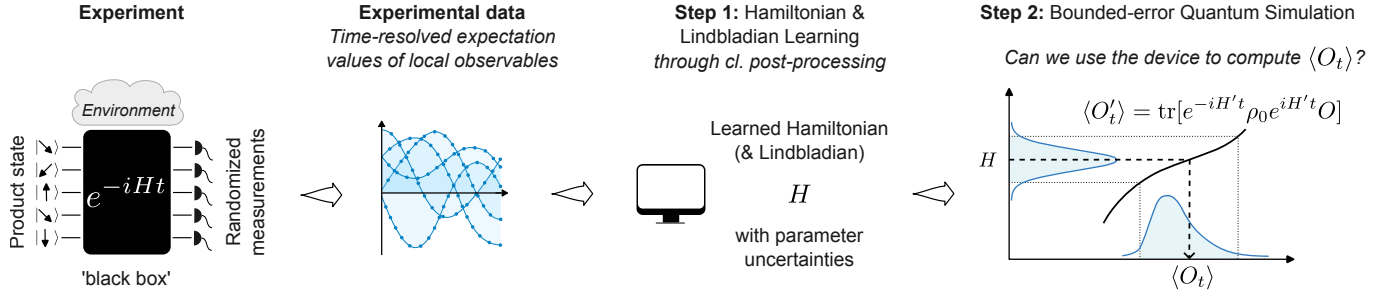 Experiment
Environment
Product state
|↘⟩
|↙⟩
|↑⟩
|↘⟩
|↓⟩
e^{-iHt}
Randomized
measurements
'black box'
Experimental data
Time-resolved expectation
values of local observables
Step 1: Hamiltonian &
Lindbladian Learning
through cl. post-processing
Learned Hamiltonian
(& Lindbladian)
H
with parameter
uncertainties
Step 2: Bounded-error Quantum Simulation
Can we use the device to compute ⟨O_t⟩?
⟨O'_t⟩ = tr[e^{-iH't}ρ_0e^{iH't}O]
H
⟨O_t⟩